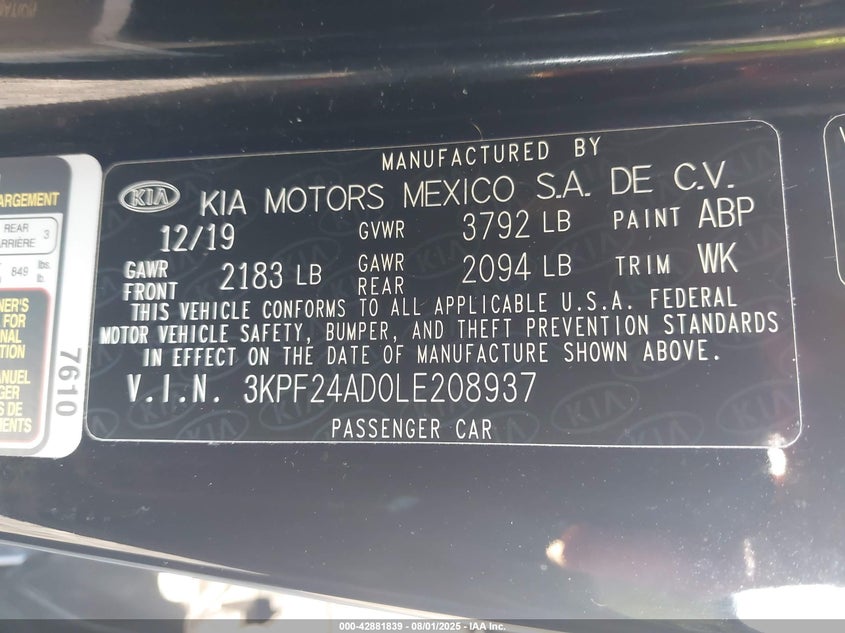 MANUFACTURED BY
KIA KIA MOTORS MEXICO S.A. DE C.V.
12/19 GVWR 3792 LB PAINT ABP
GAWR FRONT 2183 LB GAWR REAR 2094 LB TRIM WK
THIS VEHICLE CONFORMS TO ALL APPLICABLE U.S.A. FEDERAL
MOTOR VEHICLE SAFETY, BUMPER, AND THEFT PREVENTION STANDARDS
IN EFFECT ON THE DATE OF MANUFACTURE SHOWN ABOVE.
V.I.N. 3KPF24AD0LE208937
PASSENGER CAR
REAR
3
849 lbs.
lb.
FOR
7610
000-42881839 - 08/01/2025 - IAA Inc.